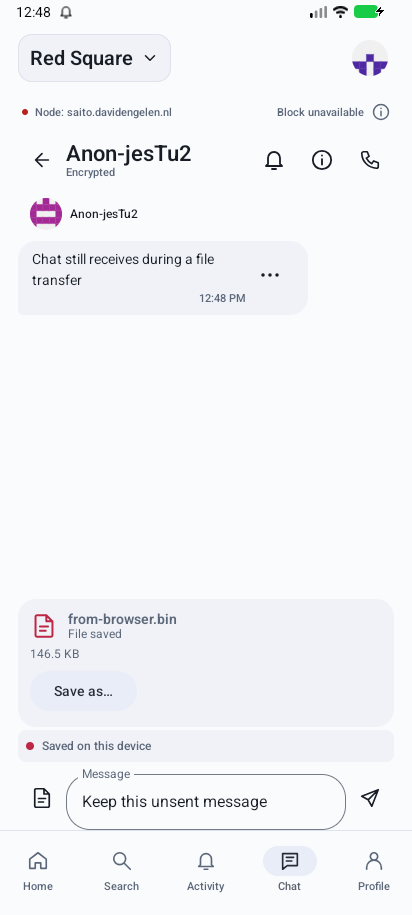 12:48
Red Square
Node: saito.davidengelen.nl
Block unavailable
Anon-jesTu2
Encrypted
Anon-jesTu2
Chat still receives during a file
transfer
12:48 PM
from-browser.bin
File saved
146.5 KB
Save as...
Saved on this device
Message
Keep this unsent message
Home
Search
Activity
Chat
Profile